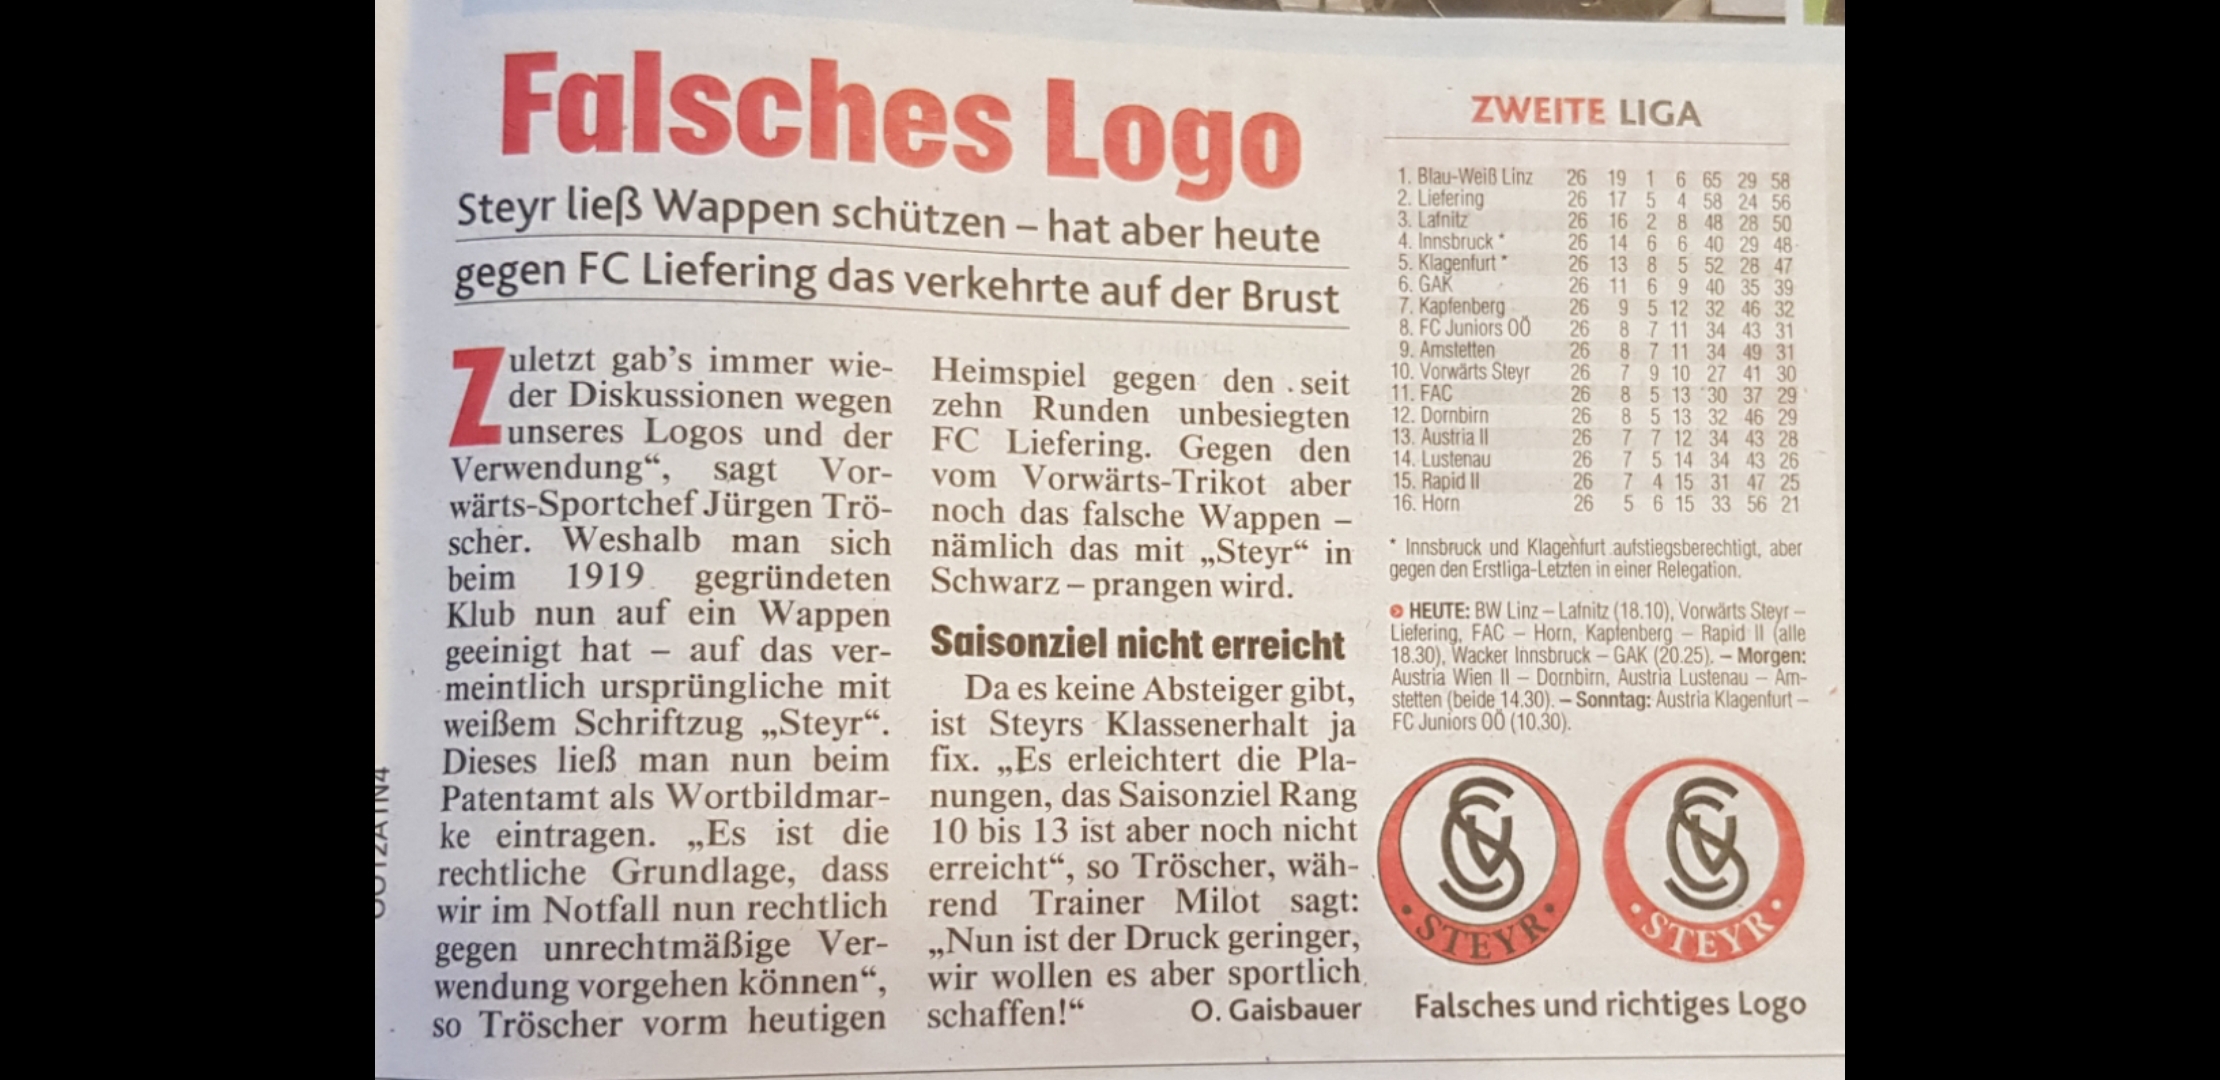 Falsches Logo
Steyr ließ Wappen schützen – hat aber heute
gegen FC Liefering das verkehrte auf der Brust
Zuletzt gab’s immer wie-
der Diskussionen wegen
unseres Logos und der
Verwendung“, sagt Vor-
wärts-Sportchef Jürgen Trö-
scher. Weshalb man sich
beim 1919 gegründeten
Klub nun auf ein Wappen
geeinigt hat – auf das ver-
meintlich ursprüngliche mit
weißem Schriftzug „Steyr“.
Dieses ließ man nun beim
Patentamt als Wortbildmar-
ke eintragen. „Es ist die
rechtliche Grundlage, dass
wir im Notfall nun rechtlich
gegen unrechtmäßige Ver-
wendung vorgehen können“,
so Tröscher vorm heutigen
Heimspiel gegen den seit
zehn Runden unbesiegten
FC Liefering. Gegen den
vom Vorwärts-Trikot aber
noch das falsche Wappen –
nämlich das mit „Steyr“ in
Schwarz – prangen wird.
Saisonziel nicht erreicht
Da es keine Absteiger gibt,
ist Steyrs Klassenerhalt ja
fix. „Es erleichtert die Pla-
nungen, das Saisonziel Rang
10 bis 13 ist aber noch nicht
erreicht“, so Tröscher, wäh-
rend Trainer Milot sagt:
„Nun ist der Druck geringer,
wir wollen es aber sportlich
schaffen!“ O. Gaisbauer
ZWEITE LIGA
1. Blau-Weiß Linz 26 19 1 6 65 29 58
2. Liefering 26 17 5 4 58 24 56
3. Lafnitz 26 16 2 8 48 28 50
4. Innsbruck * 26 14 6 6 40 29 48
5. Klagenfurt * 26 13 8 5 52 28 47
6. GAK 26 11 6 9 40 35 39
7. Kapfenberg 26 9 5 12 32 46 32
8. FC Juniors OÖ 26 8 7 11 34 43 31
9. Amstetten 26 8 7 11 34 49 31
10. Vorwärts Steyr 26 7 9 10 27 41 30
11. FAC 26 8 5 13 30 37 29
12. Dornbirn 26 8 5 13 32 46 29
13. Austria II 26 7 7 12 34 43 28
14. Lustenau 26 7 5 14 34 43 26
15. Rapid II 26 7 4 15 31 47 25
16. Horn 26 5 6 15 33 56 21
* Innsbruck und Klagenfurt aufstiegsberechtigt, aber
gegen den Erstliga-Letzten in einer Relegation.
HEUTE: BW Linz – Lafnitz (18.10), Vorwärts Steyr –
Liefering, FAC – Horn, Kapfenberg – Rapid II (alle
18.30), Wacker Innsbruck – GAK (20.25). – Morgen:
Austria Wien II – Dornbirn, Austria Lustenau – Am-
stetten (beide 14.30). – Sonntag: Austria Klagenfurt –
FC Juniors OÖ (10.30).
SCV
• STEYR •
SCV
• STEYR •
Falsches und richtiges Logo